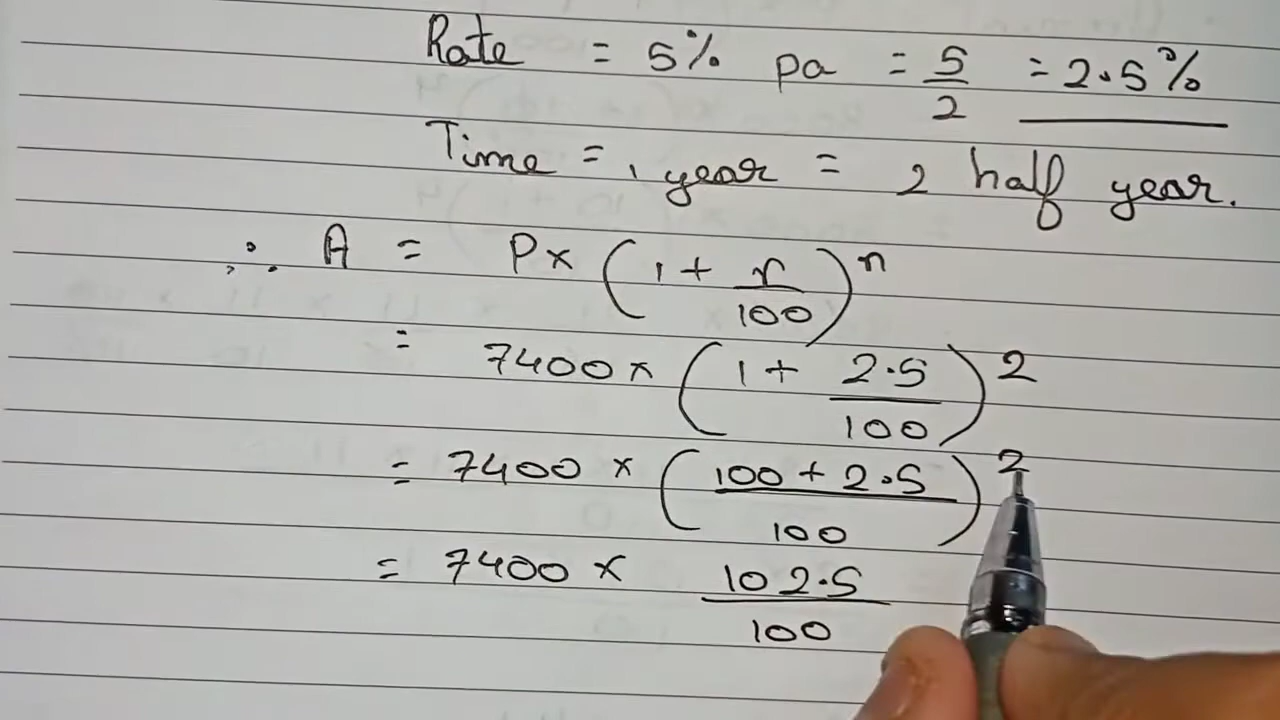 Rate = 5% pa = 5/2 = 2.5%
Time = 1 year = 2 half year.
∴ A = P × (1 + r/100)^n
= 7400 × (1 + 2.5/100)^2
= 7400 × (100 + 2.5/100)^2
= 7400 × 102.5/100